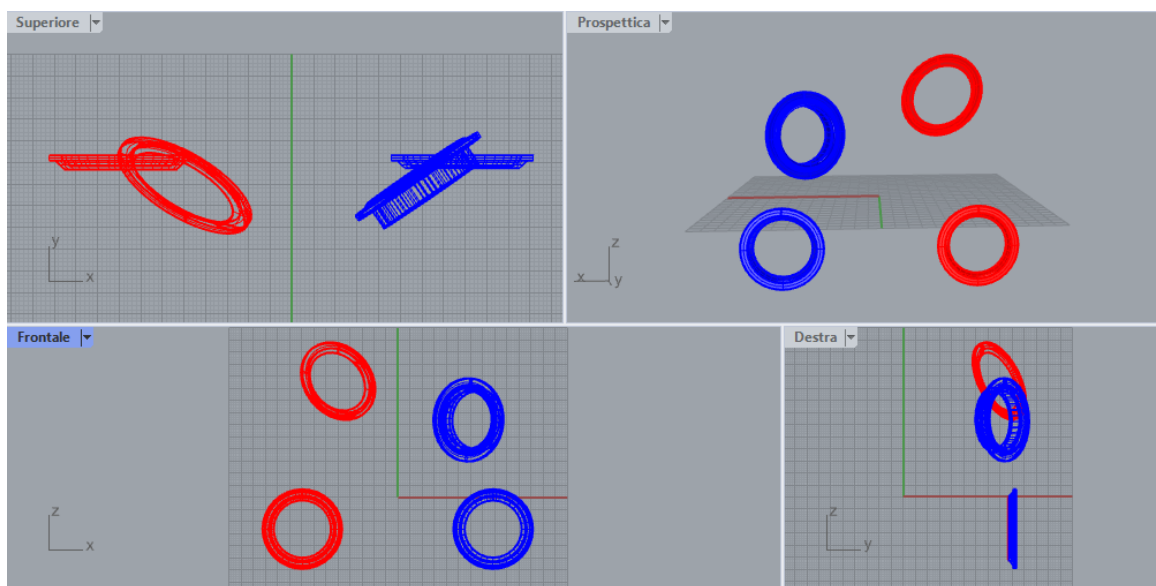 Superiore
y
x
Prospettica
z
x
y
Frontale
z
x
Destra
z
y